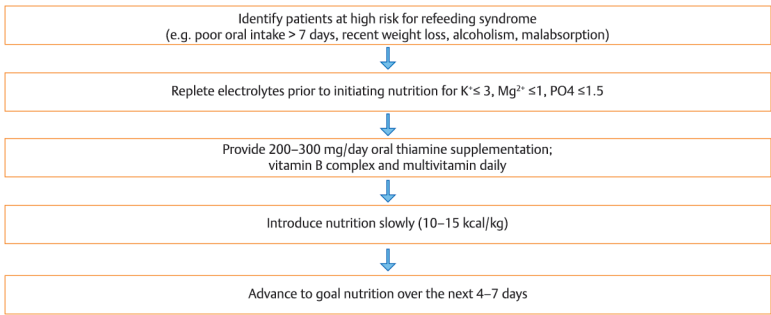 Identify patients at high risk for refeeding syndrome
(e.g. poor oral intake > 7 days, recent weight loss, alcoholism, malabsorption)
Replete electrolytes prior to initiating nutrition for K⁺≤ 3, Mg²⁺ ≤1, PO4 ≤1.5
Provide 200–300 mg/day oral thiamine supplementation;
vitamin B complex and multivitamin daily
Introduce nutrition slowly (10–15 kcal/kg)
Advance to goal nutrition over the next 4–7 days